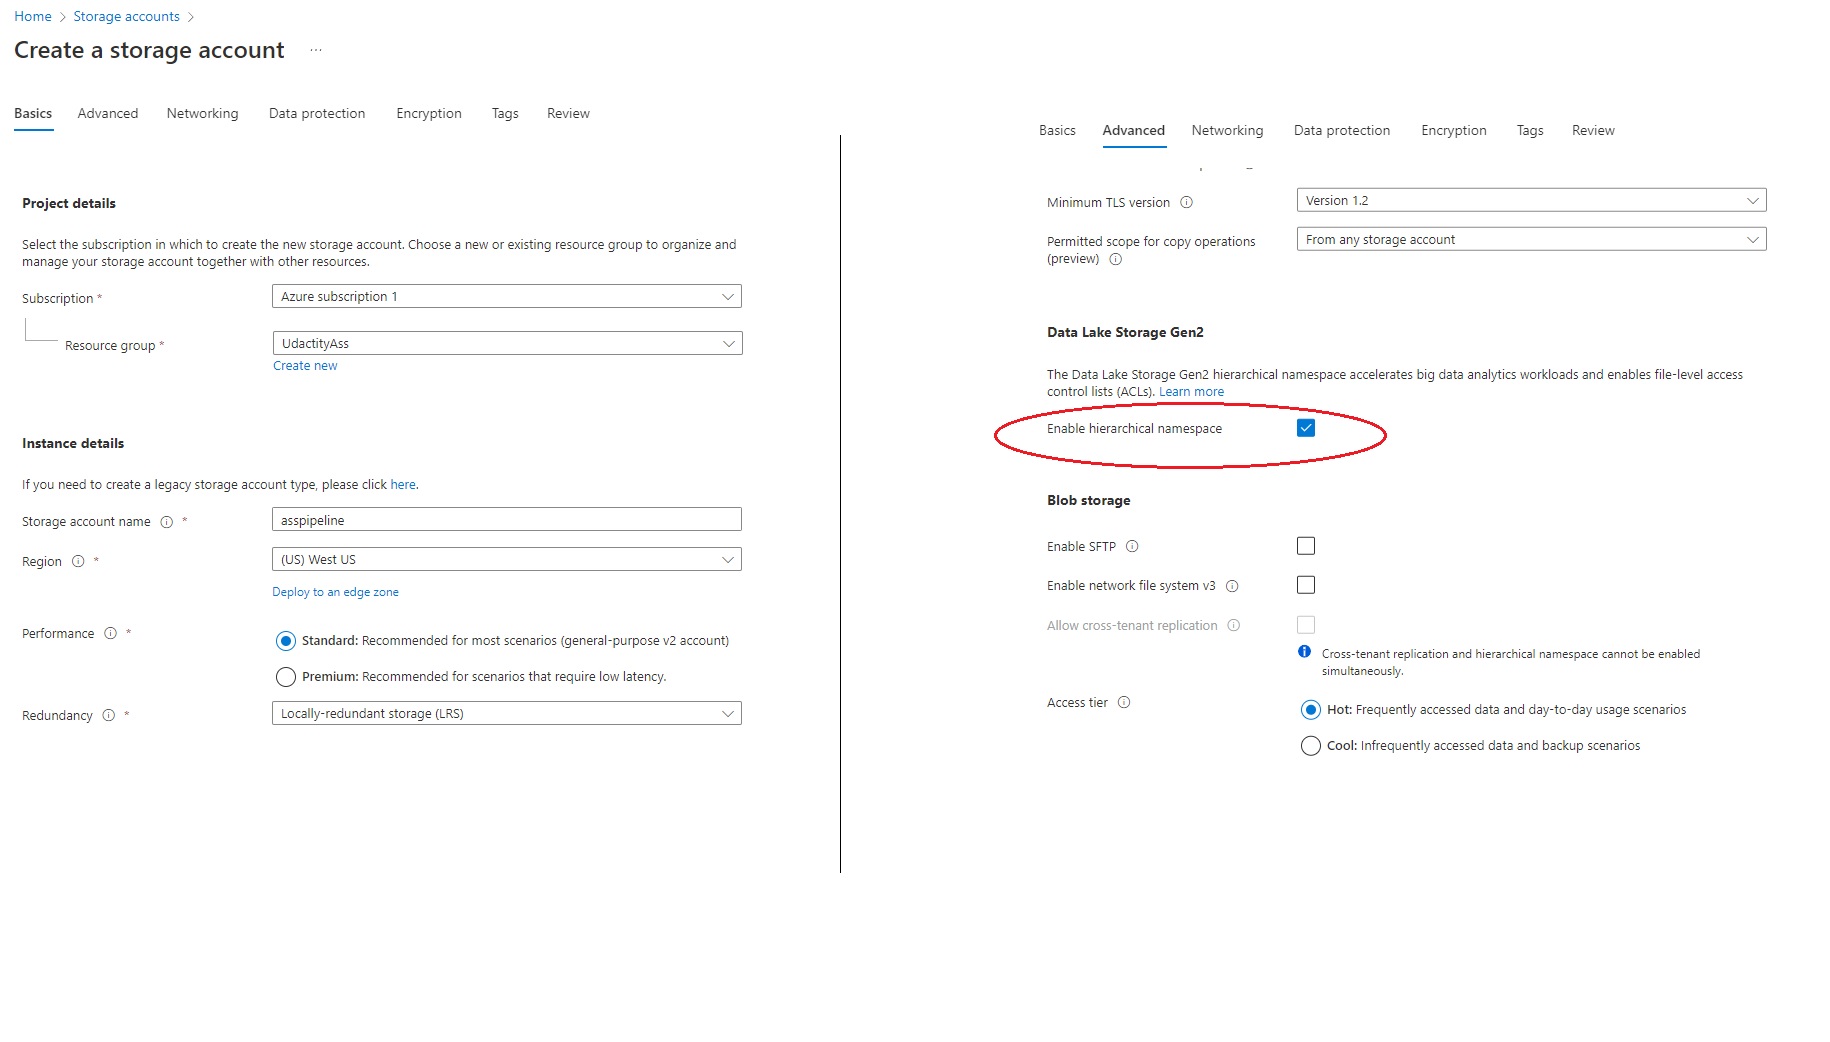 Home > Storage accounts >
Create a storage account ...
Basics Advanced Networking Data protection Encryption Tags Review
Project details
Select the subscription in which to create the new storage account. Choose a new or existing resource group to organize and
manage your storage account together with other resources.
Subscription *
Azure subscription 1
Resource group *
UdactityAss
Create new
Instance details
If you need to create a legacy storage account type, please click here.
Storage account name *
asspipeline
Region *
(US) West US
Deploy to an edge zone
Performance *
Standard: Recommended for most scenarios (general-purpose v2 account)
Premium: Recommended for scenarios that require low latency.
Redundancy *
Locally-redundant storage (LRS)
Basics Advanced Networking Data protection Encryption Tags Review
Minimum TLS version
Version 1.2
Permitted scope for copy operations
(preview)
From any storage account
Data Lake Storage Gen2
The Data Lake Storage Gen2 hierarchical namespace accelerates big data analytics workloads and enables file-level access
control lists (ACLs). Learn more
Enable hierarchical namespace
Blob storage
Enable SFTP
Enable network file system v3
Allow cross-tenant replication
Cross-tenant replication and hierarchical namespace cannot be enabled
simultaneously.
Access tier
Hot: Frequently accessed data and day-to-day usage scenarios
Cool: Infrequently accessed data and backup scenarios